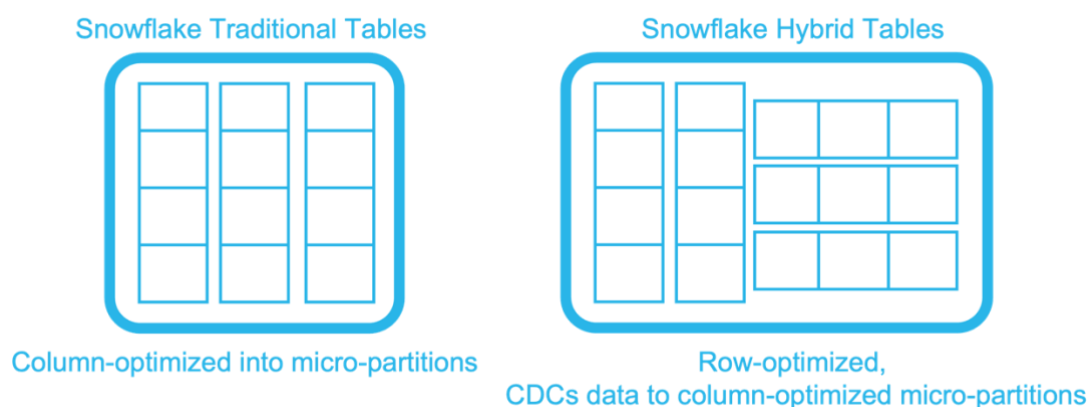 Snowflake Traditional Tables
Snowflake Hybrid Tables
Column-optimized into micro-partitions
Row-optimized,
CDCs data to column-optimized micro-partitions